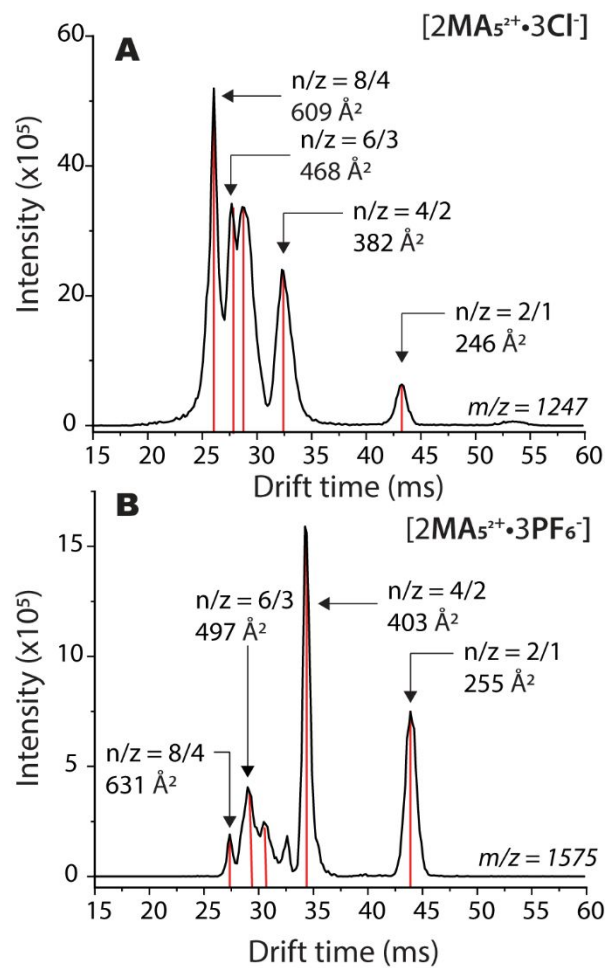 A
[2MA₅²⁺•3Cl⁻]
n/z = 8/4
609 Å²
n/z = 6/3
468 Å²
n/z = 4/2
382 Å²
n/z = 2/1
246 Å²
m/z = 1247
Intensity (x10⁵)
60
40
20
0
15 20 25 30 35 40 45 50 55 60
Drift time (ms)
B
[2MA₅²⁺•3PF₆⁻]
n/z = 6/3
497 Å²
n/z = 4/2
403 Å²
n/z = 2/1
255 Å²
n/z = 8/4
631 Å²
m/z = 1575
Intensity (x10⁵)
15
10
5
0
15 20 25 30 34 45 45 50 55 60
Drift time (ms)